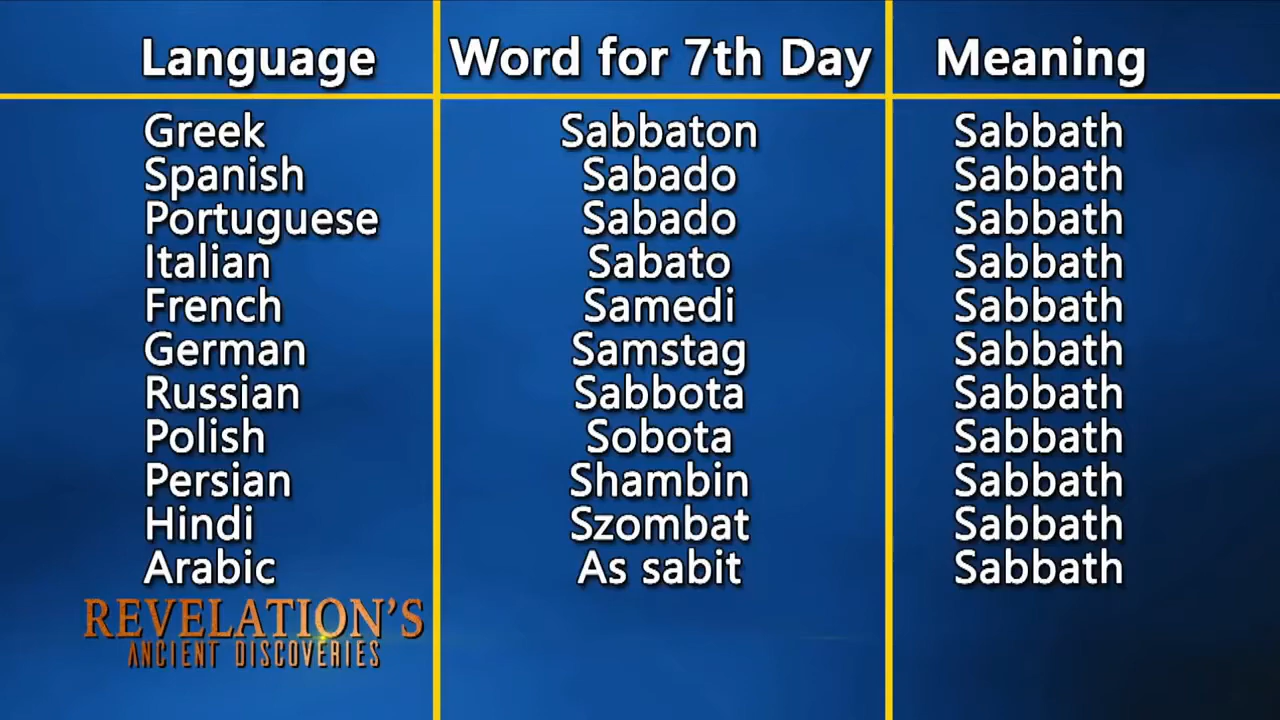 Language Word for 7th Day Meaning
Greek Sabbaton Sabbath
Spanish Sabado Sabbath
Portuguese Sabado Sabbath
Italian Sabato Sabbath
French Samedi Sabbath
German Samstag Sabbath
Russian Sabbota Sabbath
Polish Sobota Sabbath
Persian Shambin Sabbath
Hindi Szombat Sabbath
Arabic As sabit Sabbath
REVELATION'S
ANCIENT DISCOVERIES